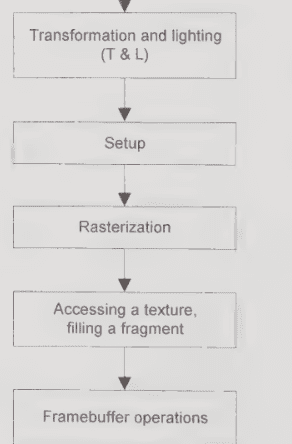 Transformation and lighting
(T & L)
Setup
Rasterization
Accessing a texture,
filling a fragment
Framebuffer operations